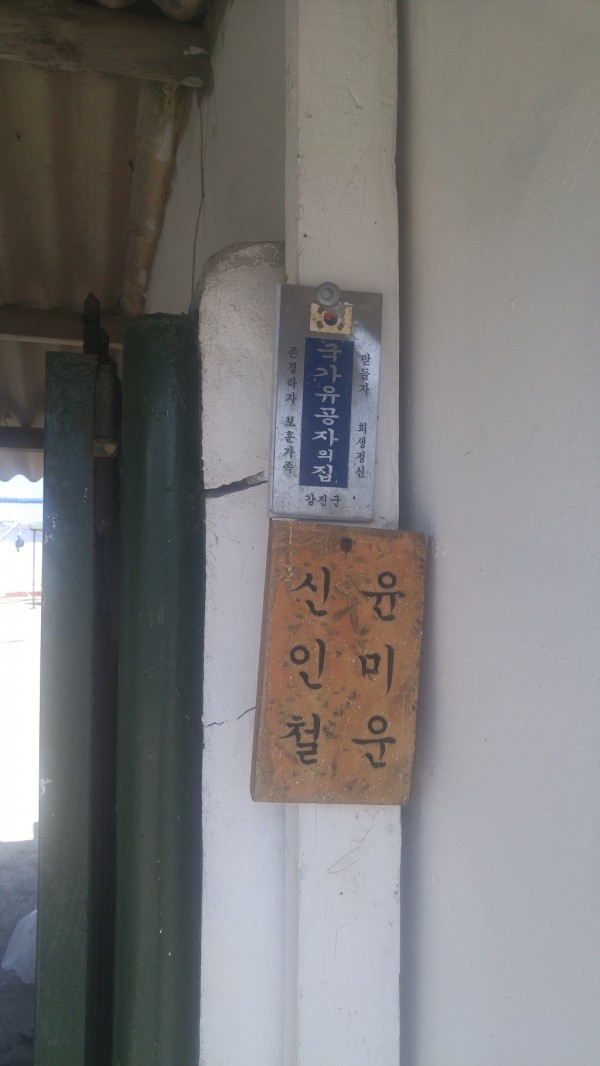 받들자 희생정신
국가유공자의 집
존경하자 보훈가족
강진군
윤미운
신인철